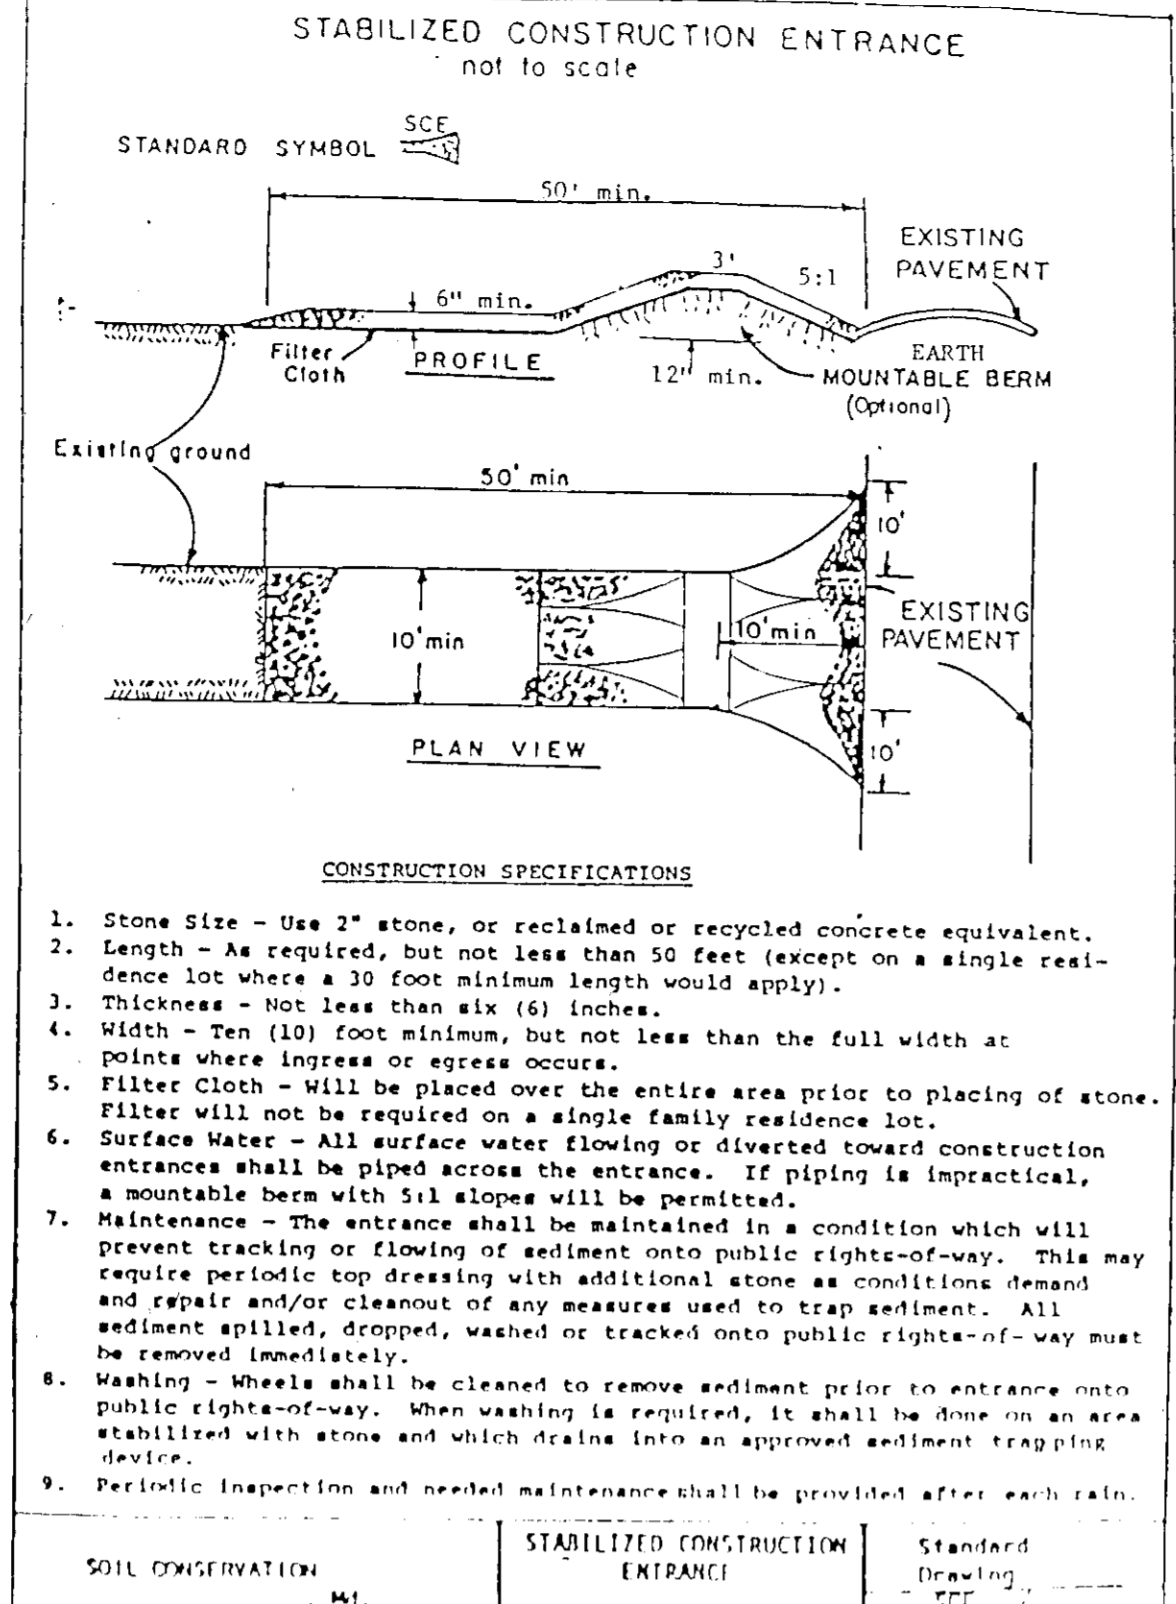 STABILIZED CONSTRUCTION ENTRANCE
not to scale
SCE
STANDARD SYMBOL
50' min.
EXISTING
PAVEMENT
3'
5:1
6" min.
Filter
Cloth
PROFILE
12" min.
EARTH
MOUNTABLE BERM
(Optional)
Existing ground
50' min
10'
10'min
10'min
EXISTING
PAVEMENT
10'
PLAN VIEW
CONSTRUCTION SPECIFICATIONS
1. Stone Size - Use 2" stone, or reclaimed or recycled concrete equivalent.
2. Length - As required, but not less than 50 feet (except on a single resi-
dence lot where a 30 foot minimum length would apply).
3. Thickness - Not less than six (6) inches.
4. Width - Ten (10) foot minimum, but not less than the full width at
points where ingress or egress occurs.
5. Filter Cloth - Will be placed over the entire area prior to placing of stone.
Filter will not be required on a single family residence lot.
6. Surface Water - All surface water flowing or diverted toward construction
entrances shall be piped across the entrance. If piping is impractical,
a mountable berm with 5:1 slopes will be permitted.
7. Maintenance - The entrance shall be maintained in a condition which will
prevent tracking or flowing of sediment onto public rights-of-way. This may
require periodic top dressing with additional stone as conditions demand
and repair and/or cleanout of any measures used to trap sediment. All
sediment spilled, dropped, washed or tracked onto public rights-of-way must
be removed immediately.
8. Washing - Wheels shall be cleaned to remove sediment prior to entrance onto
public rights-of-way. When washing is required, it shall be done on an area
stabilized with stone and which drains into an approved sediment trapping
device.
9. Periodic inspection and needed maintenance shall be provided after each rain.
STABILIZED CONSTRUCTION
ENTRANCE
Standard
Drawing
SOIL CONSERVATION